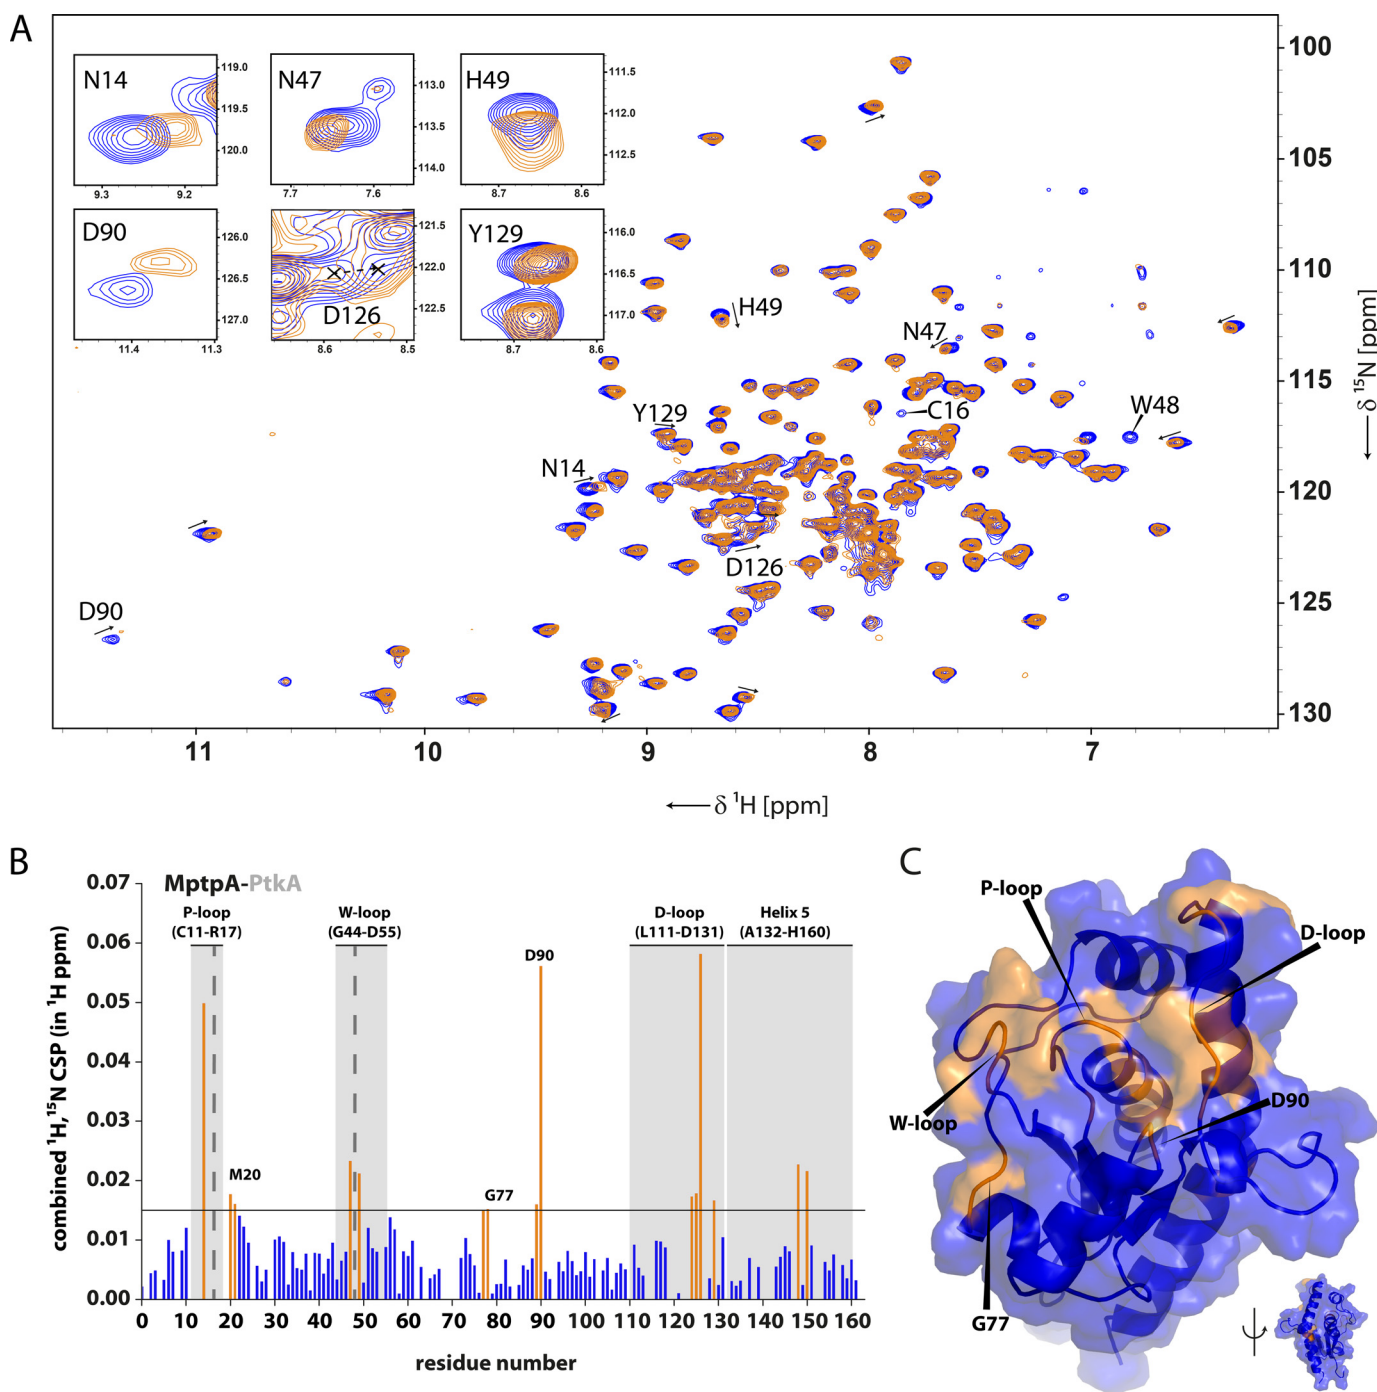 A
N14
119.0
119.5
120.0
9.3
9.2
N47
113.0
113.5
114.0
7.7
7.6
H49
111.5
112.0
112.5
8.7
8.6
D90
126.0
126.5
127.0
11.4
11.3
D126
121.5
122.0
122.5
8.6
8.5
Y129
116.0
116.5
117.0
8.7
8.6
H49
N47
C16
W48
Y129
N14
D126
D90
100
105
110
115
120
125
130
δ ¹⁵N [ppm]
11
10
9
8
7
δ ¹H [ppm]
B
MptpA-PtkA
P-loop
(C11-R17)
W-loop
(G44-D55)
D-loop
(L111-D131)
Helix 5
(A132-H160)
M20
G77
D90
combined ¹H,¹⁵N CSP (in ¹H ppm)
0.07
0.06
0.05
0.04
0.03
0.02
0.01
0.00
0 10 20 30 40 50 60 70 80 90 100 110 120 130 140 150 160
residue number
C
P-loop
D-loop
W-loop
D90
G77